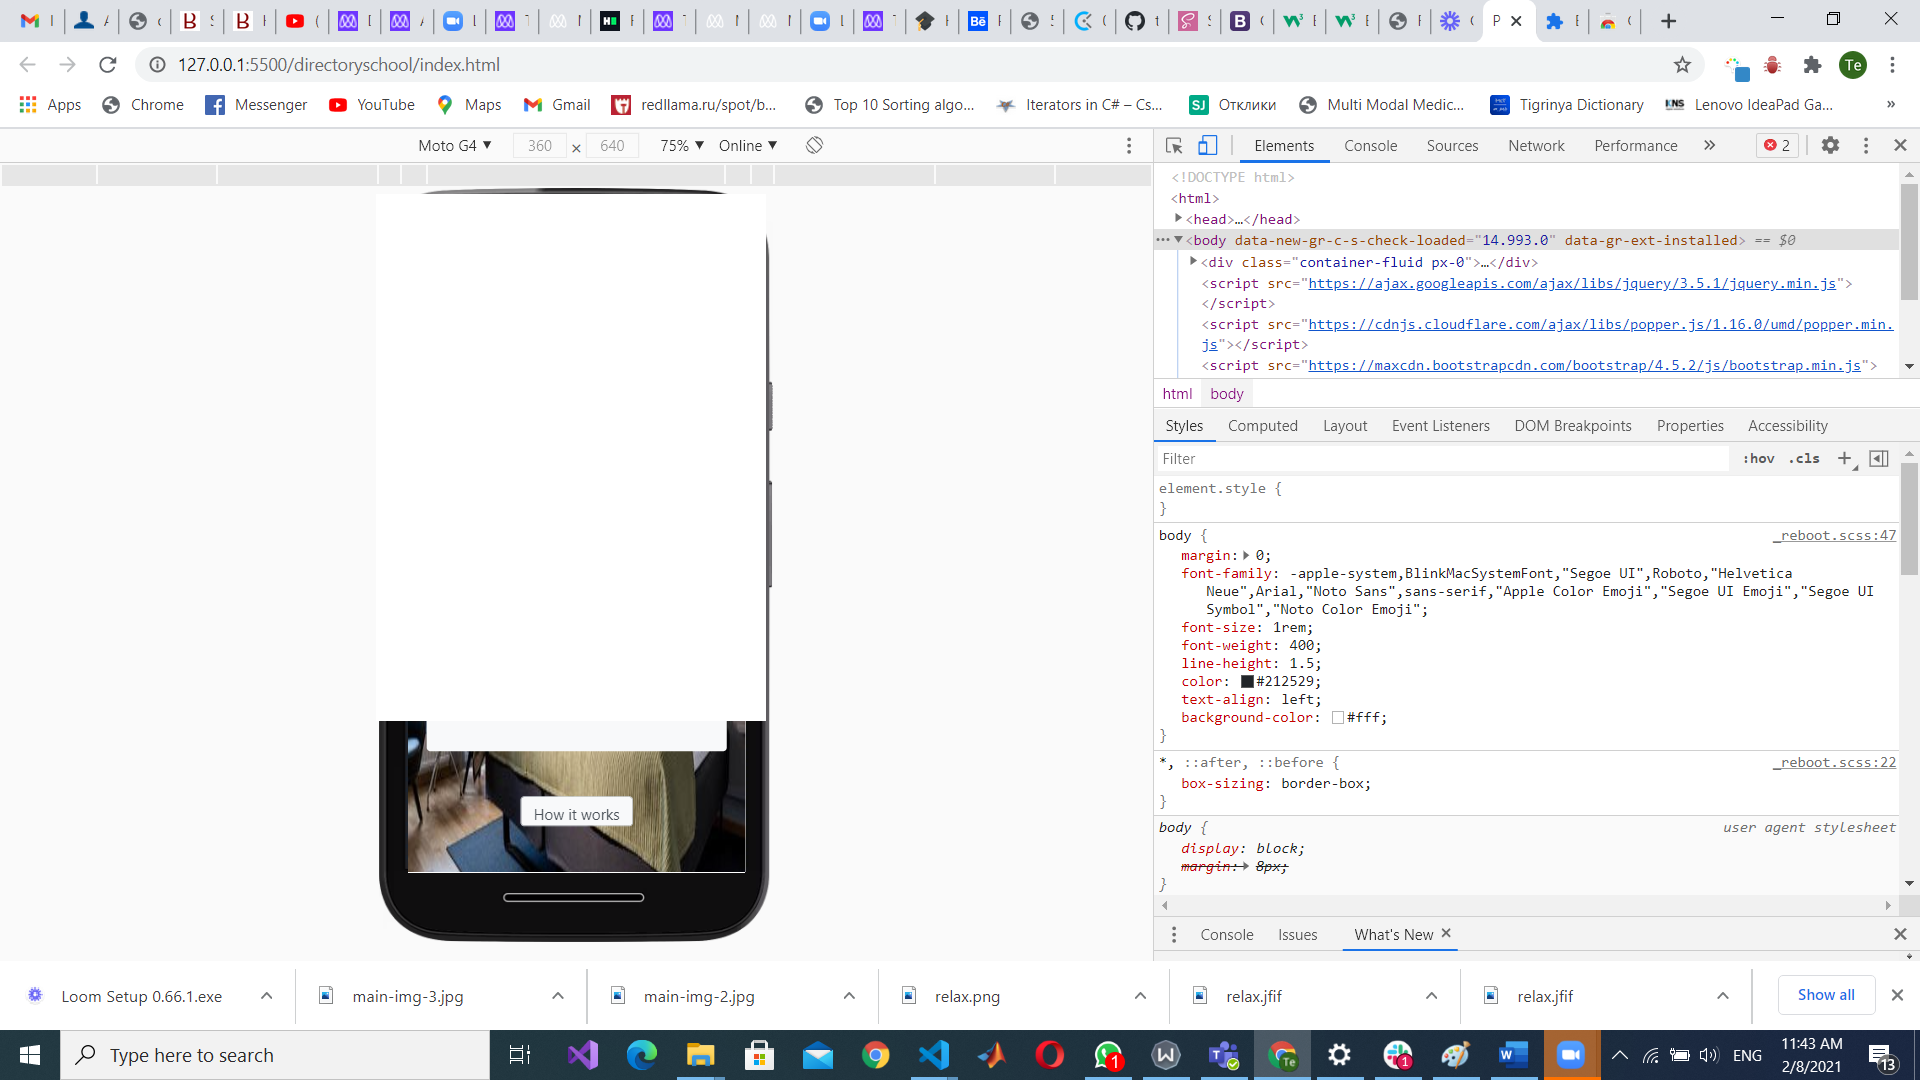 127.0.0.1:5500/directoryschool/index.html
Te
Apps Chrome Messenger YouTube Maps Gmail redllama.ru/spot/b... Top 10 Sorting algo... Iterators in C# – Cs... Отклики Multi Modal Medic... Tigrinya Dictionary Lenovo IdeaPad Ga... »
Moto G4 ▼ 360 × 640 75% ▼ Online ▼
Elements Console Sources Network Performance » 2
<!DOCTYPE html>
<html>
<head>…</head>
<body data-new-gr-c-s-check-loaded="14.993.0" data-gr-ext-installed> == $0
<div class="container-fluid px-0">…</div>
<script src="https://ajax.googleapis.com/ajax/libs/jquery/3.5.1/jquery.min.js">
</script>
<script src="https://cdnjs.cloudflare.com/ajax/libs/popper.js/1.16.0/umd/popper.min.
js"></script>
<script src="https://maxcdn.bootstrapcdn.com/bootstrap/4.5.2/js/bootstrap.min.js">
html body
Styles Computed Layout Event Listeners DOM Breakpoints Properties Accessibility
Filter :hov .cls +
element.style {
}
body { _reboot.scss:47
margin: 0;
font-family: -apple-system,BlinkMacSystemFont,"Segoe UI",Roboto,"Helvetica
Neue",Arial,"Noto Sans",sans-serif,"Apple Color Emoji","Segoe UI Emoji","Segoe UI
Symbol","Noto Color Emoji";
font-size: 1rem;
font-weight: 400;
line-height: 1.5;
color: #212529;
text-align: left;
background-color: #fff;
}
*, ::after, ::before { _reboot.scss:22
box-sizing: border-box;
}
body { user agent stylesheet
display: block;
margin: 8px;
}
How it works
Console Issues What's New
Loom Setup 0.66.1.exe main-img-3.jpg main-img-2.jpg relax.png relax.jfif relax.jfif Show all
Type here to search
ENG
11:43 AM
2/8/2021
13